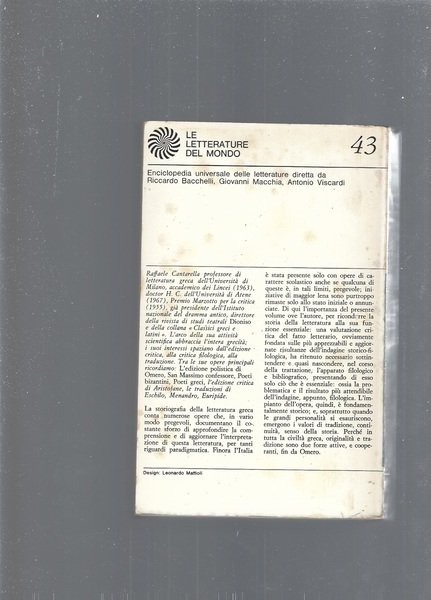 LE
LETTERATURE
DEL MONDO
43
Enciclopedia universale delle letterature diretta da
Riccardo Bacchelli, Giovanni Macchia, Antonio Viscardi
Raffaele Cantarella professore di
letteratura greca dell'Università di
Milano, accademico dei Lincei (1963),
doctor H. C. dell'Università di Atene
(1967), Premio Marzotto per la critica
(1955), già presidente dell'Istituto
nazionale del dramma antico, direttore
della rivista di studi teatrali Dioniso
e della collana « Classici greci e
latini ». L'arco della sua attività
scientifica abbraccia l'intera grecità;
i suoi interessi spaziano dall'edizione
critica, alla critica filologica, alla
traduzione. Tra le sue opere principali
ricordiamo: L'edizione polistica di
Omero, San Massimo confessore, Poeti
bizantini, Poeti greci, l'edizione critica
di Aristofane, le traduzioni di
Eschilo, Menandro, Euripide.
La storiografia della letteratura greca
conta numerose opere che, in vario
modo pregevoli, documentano il co-
stante sforzo di approfondire la com-
prensione e di aggiornare l'interpreta-
zione di questa letteratura, per tanti
riguardi paradigmatica. Finora l'Italia
è stata presente solo con opere di ca-
rattere scolastico anche se qualcuna di
queste è, in tali limiti, pregevole; ini-
ziative di maggior lena sono purtroppo
rimaste solo allo stato iniziale o annun-
ciate. Di qui l'importanza del presente
volume ove l'autore, per ricondurre la
storia della letteratura alla sua fun-
zione essenziale: una valutazione cri-
tica del fatto letterario, ovviamente
fondata sulle più apprezzabili e aggior-
nate risultanze dell'indagine storico-fi-
lologica, ha ritenuto necessario sottin-
tendere e quasi nascondere, nel corso
della trattazione, l'apparato filologico
e bibliografico, presentando di esso
solo ciò che è essenziale: ossia la pro-
blematica e il risultato più attendibile
dell'indagine, appunto, filologica. L'im-
pianto dell'opera, quindi, è fondamen-
talmente storico; e, soprattutto quando
le grandi personalità si esauriscono,
emergono i valori di tradizione, conti-
nuità, senso della storia. Perché in
tutta la civiltà greca, originalità e tra-
dizione sono due forze attive, e coope-
ranti, fin da Omero.
Design: Leonardo Mattioli